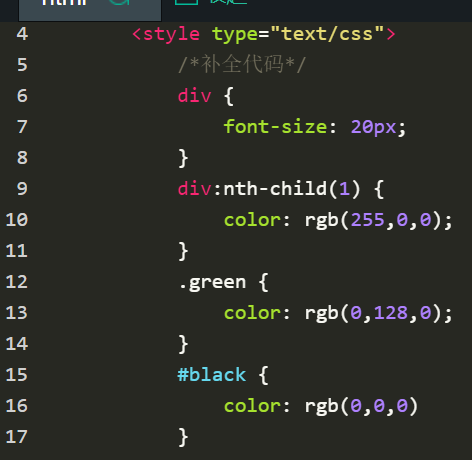 html
4 <style type="text/css">
5 /*补全代码*/
6 div {
7 font-size: 20px;
8 }
9 div:nth-child(1) {
10 color: rgb(255,0,0);
11 }
12 .green {
13 color: rgb(0,128,0);
14 }
15 #black {
16 color: rgb(0,0,0)
17 }